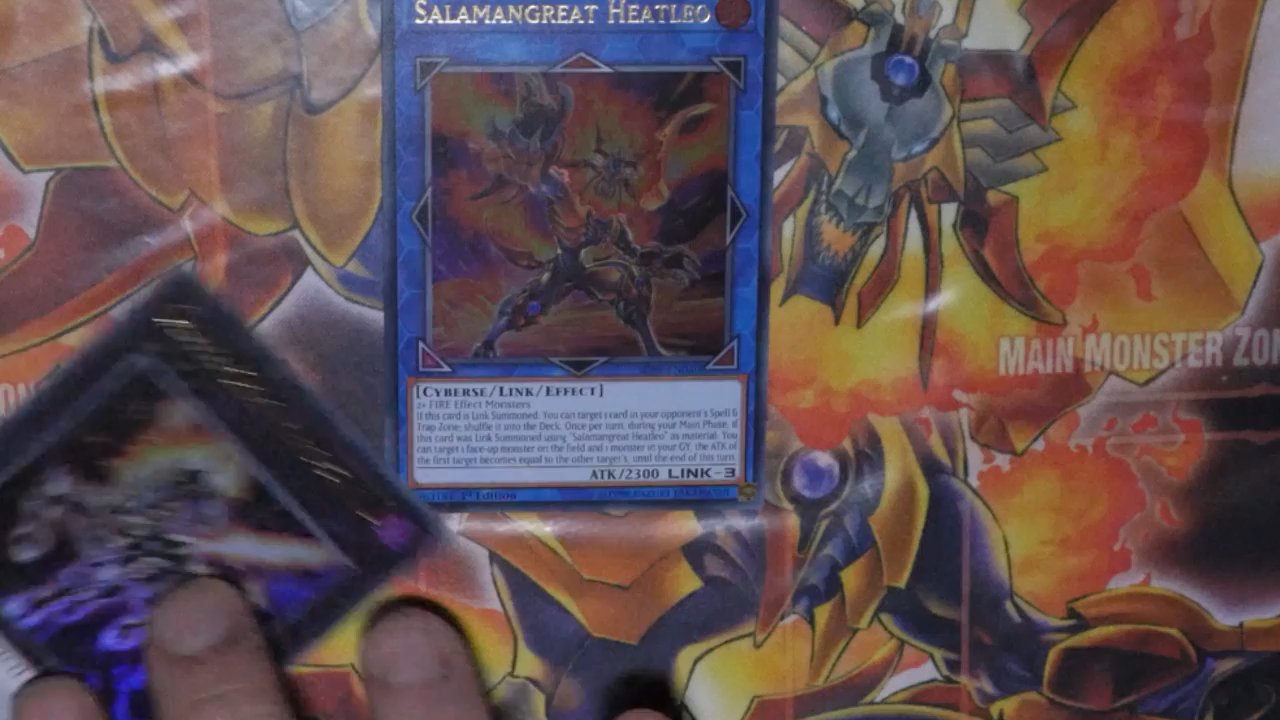 SALAMANGREAT HEATLEO
MAIN MONSTER ZO
[CYBERSE/LINK/EFFECT]
2+ FIRE Effect Monsters
If this card is Link Summoned: You can target 1 card in your opponent's Spell &
Trap Zone; shuffle it into the Deck. Once per turn, during your Main Phase, if
this card was Link Summoned using "Salamangreat Heatleo" as material: You
can target 1 face-up monster on the field and 1 monster in your GY; the ATK of
the first target becomes equal to the other target's, until the end of this turn.
ATK/2300 LINK-3
1st Edition